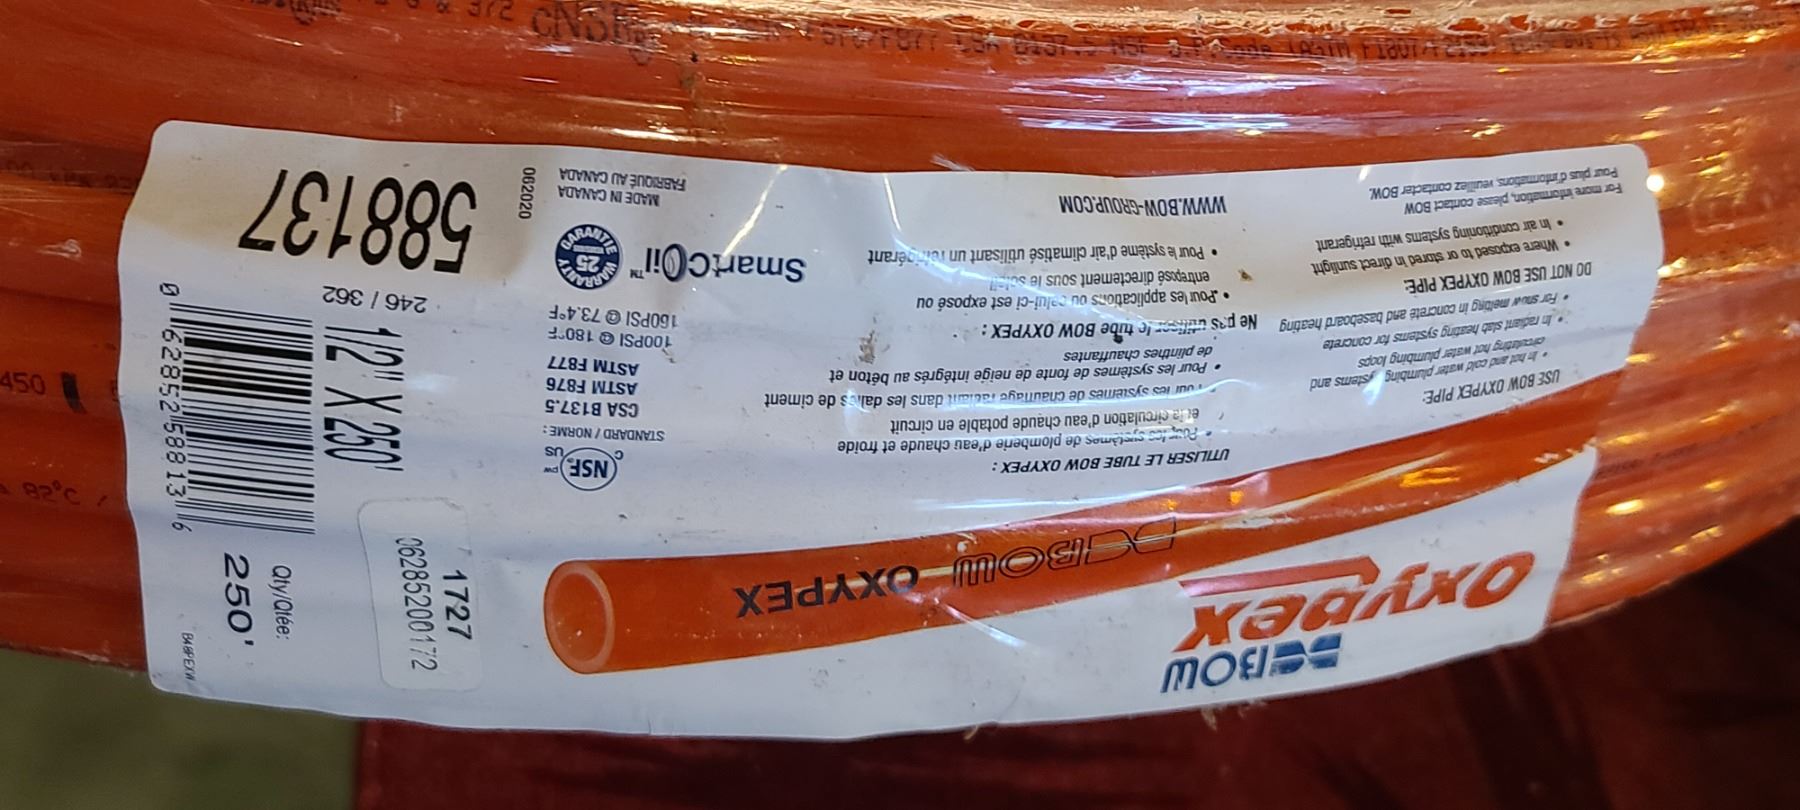 BOW
OXYPEX
BOW OXYPEX
USE BOW OXYPEX PIPE:
• In hot and cold water plumbing systems and
circulating hot water plumbing loops
• In radiant slab heating systems for concrete
• For snow melting in concrete and baseboard heating
DO NOT USE BOW OXYPEX PIPE:
• Where exposed to or stored in direct sunlight
• In air conditioning systems with refrigerant
For more information, please contact BOW
Pour plus d'informations, veuillez contacter BOW.
UTILISER LE TUBE BOW OXYPEX :
• Pour les systèmes de plomberie d'eau chaude et froide
et la circulation d'eau chaude potable en circuit
• Pour les systèmes de chauffage radiant dans les dalles de ciment
• Pour les systèmes de fonte de neige intégrés au béton et
de plinthes chauffantes
Ne pas utiliser le tube BOW OXYPEX :
• Pour les applications ou celui-ci est exposé ou
entreposé directement sous le soleil
• Pour le système d'air climatisé utilisant un réfrigérant
WWW.BOW-GROUP.COM
NSF
pw
C US
STANDARD / NORME :
CSA B137.5
ASTM F876
ASTM F877
100PSI @ 180°F
160PSI @ 73.4°F
GARANTIE
25
WARRANTY
SmartCoil™
MADE IN CANADA
FABRIQUÉ AU CANADA
062020
1727
06285200172
1/2" X 250'
246 / 362
588137
Qty/Qtée:
250'
0 62852 58813 6
450
82°C /